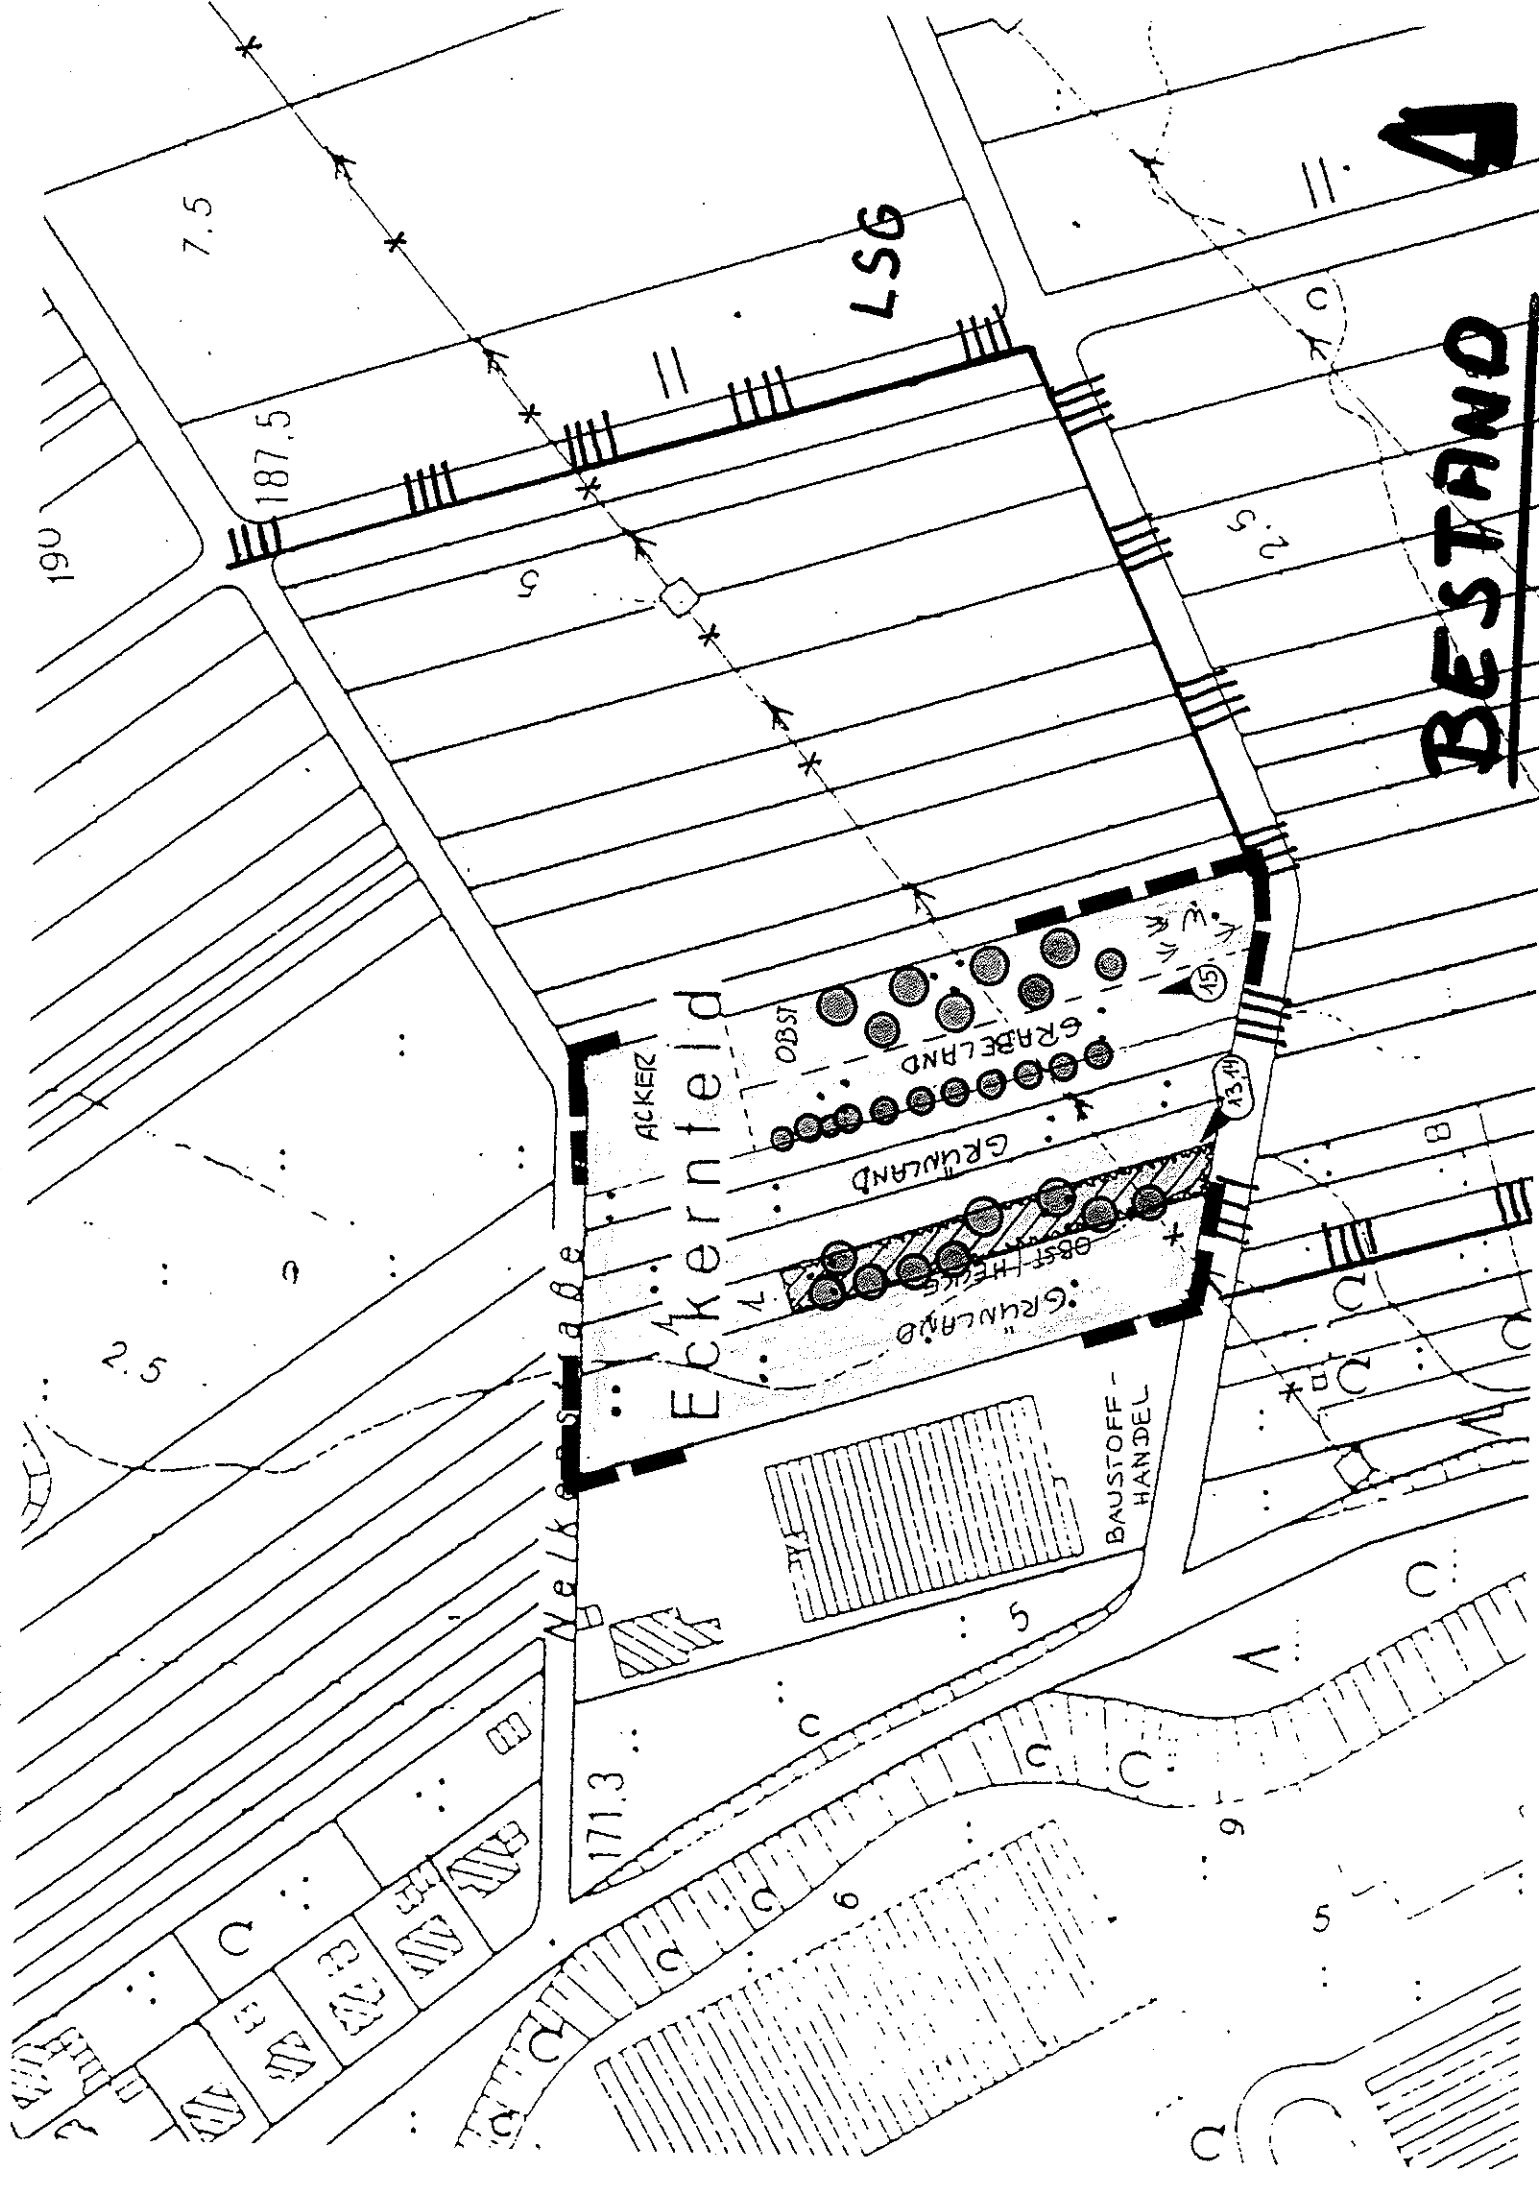 BESTAND
LSG
7.5
190
187.5
5
2.5
2.5
Eckernfeld
ACKER
OBST
GRABELAND
GRÜNLAND
OBST/HECKE
GRÜNLAND
15
13,14
BAUSTOFF-
HANDEL
171.3
5
6
9
5